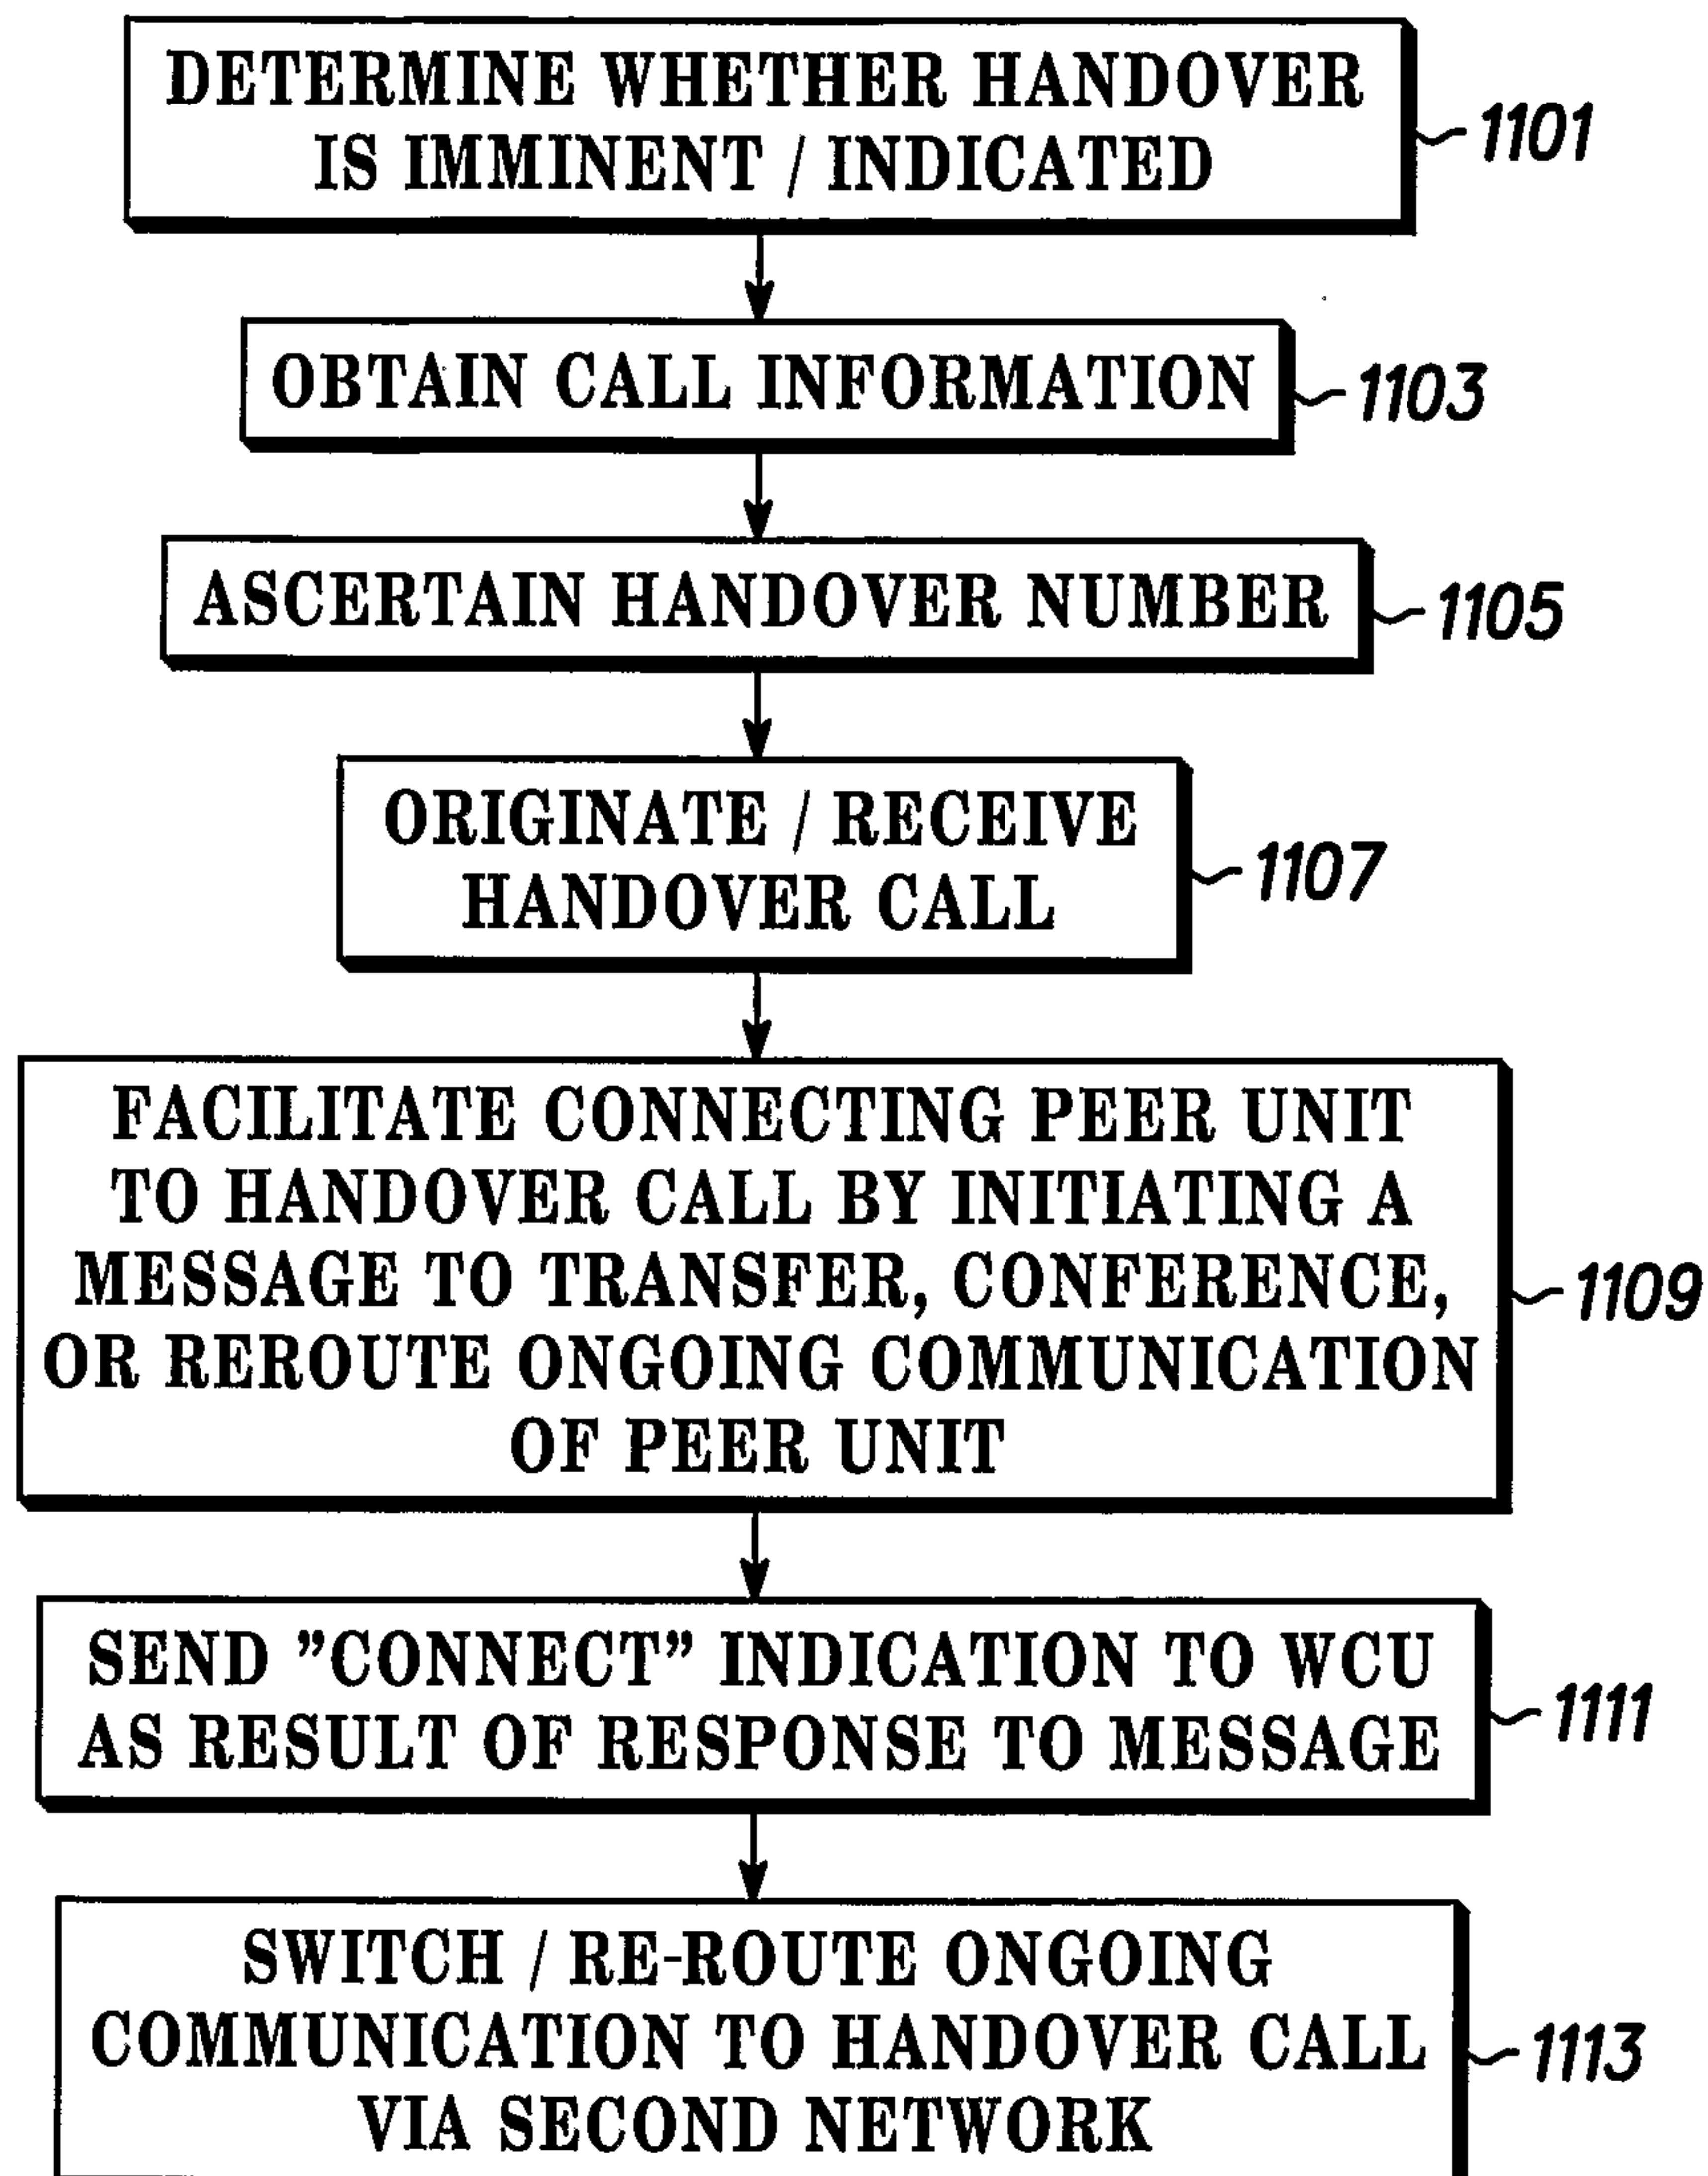 DETERMINE WHETHER HANDOVER
IS IMMINENT / INDICATED
1101
OBTAIN CALL INFORMATION
1103
ASCERTAIN HANDOVER NUMBER
1105
ORIGINATE / RECEIVE
HANDOVER CALL
1107
FACILITATE CONNECTING PEER UNIT
TO HANDOVER CALL BY INITIATING A
MESSAGE TO TRANSFER, CONFERENCE,
OR REROUTE ONGOING COMMUNICATION
OF PEER UNIT
1109
SEND ”CONNECT” INDICATION TO WCU
AS RESULT OF RESPONSE TO MESSAGE
1111
SWITCH / RE-ROUTE ONGOING
COMMUNICATION TO HANDOVER CALL
VIA SECOND NETWORK
1113